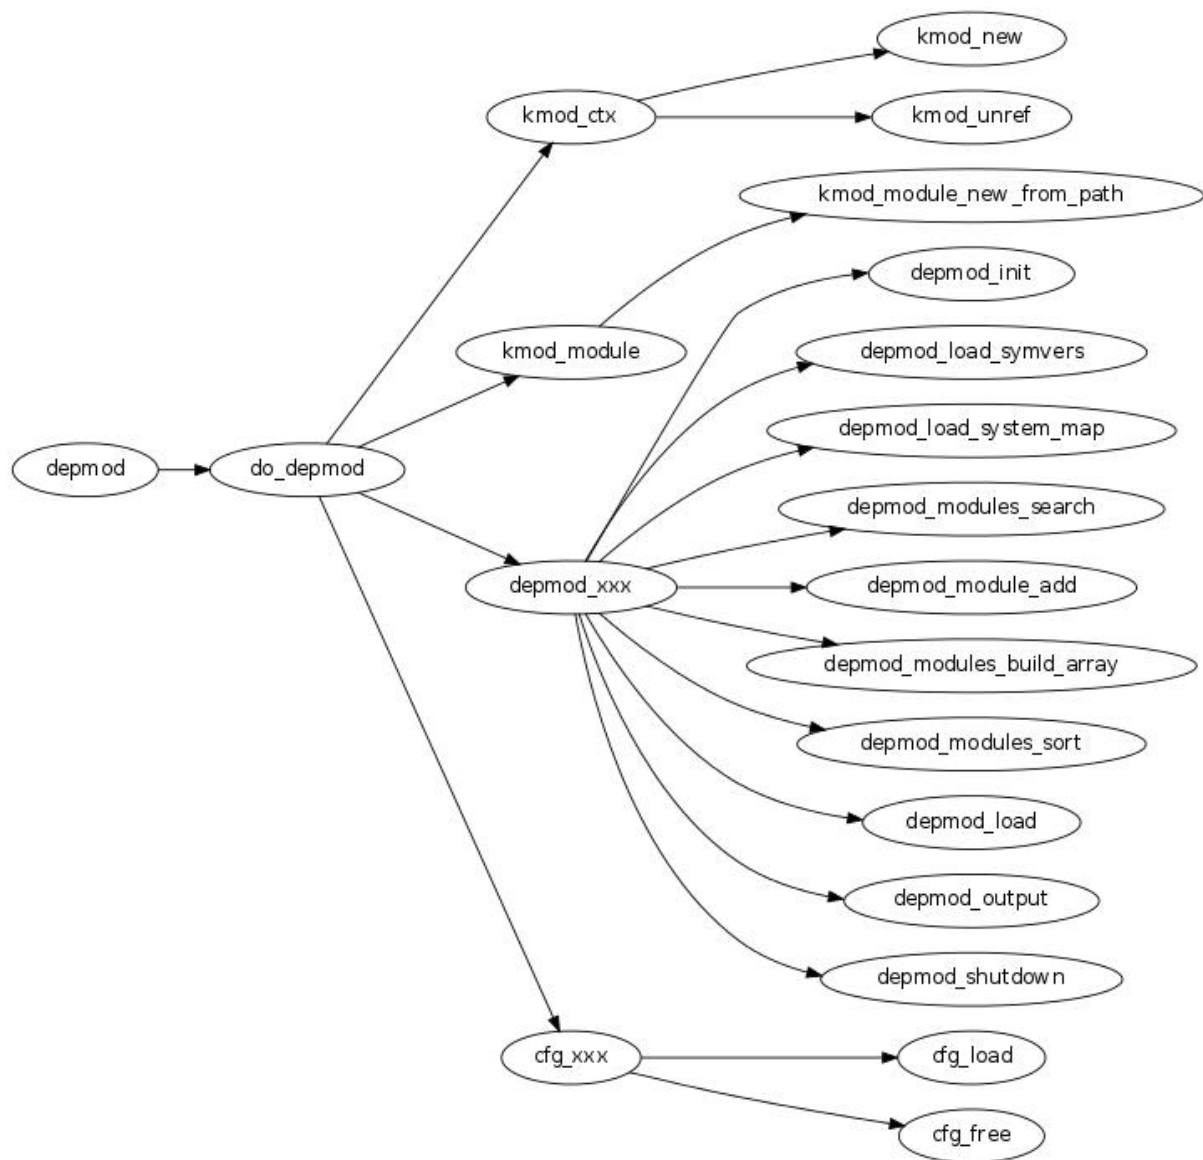 kmod_new
kmod_ctx
kmod_unref
kmod_module_new_from_path
depmod_init
kmod_module
depmod_load_symvers
depmod_load_system_map
depmod
do_depmod
depmod_modules_search
depmod_xxx
depmod_module_add
depmod_modules_build_array
depmod_modules_sort
depmod_load
depmod_output
depmod_shutdown
cfg_xxx
cfg_load
cfg_free